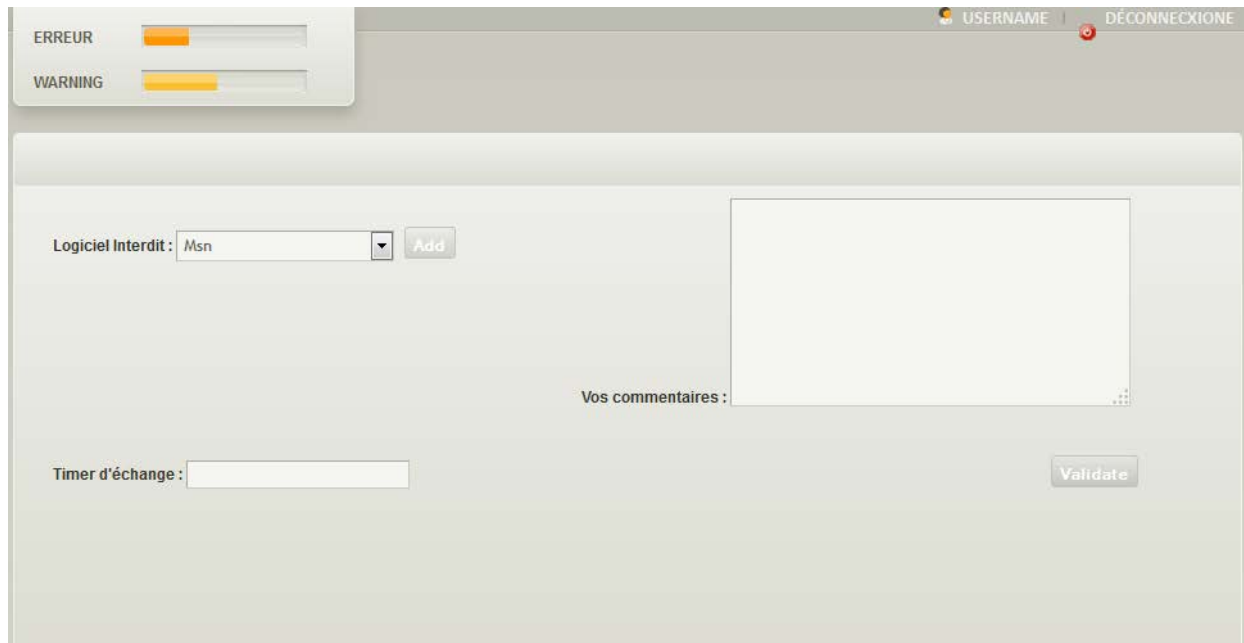 USERNAME | DÉCONNECXIONE
ERREUR
WARNING
Logiciel Interdit : Msn Add
Vos commentaires :
Timer d'échange : Validate